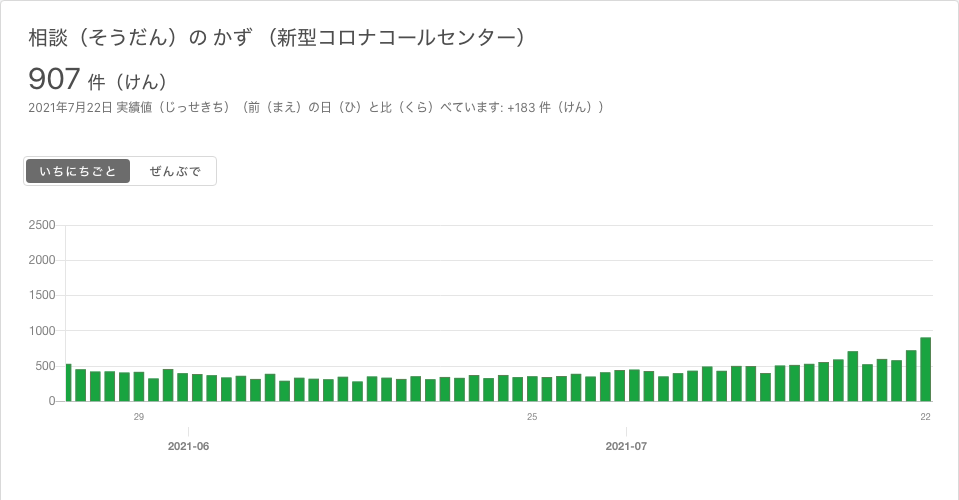 相談（そうだん）の かず （新型コロナコールセンター）
907 件（けん）
2021年7月22日 実績値（じっせきち）（前（まえ）の日（ひ）と比（くら）べています: +183 件（けん））
いちにちごと ぜんぶで
2500
2000
1500
1000
500
0
29 25 22
2021-06 2021-07